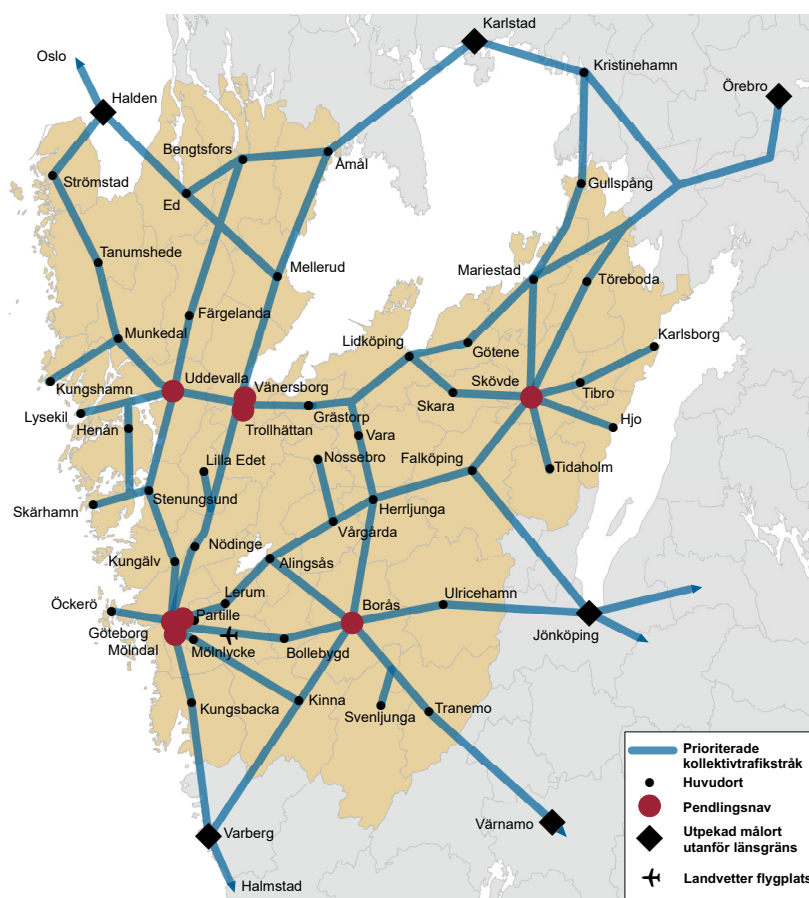 Karlstad
Oslo
Kristinehamn
Halden
Örebro
Bengtsfors
Åmål
Strömstad
Gullspång
Ed
Tanumshede
Mellerud
Mariestad
Töreboda
Färgelanda
Munkedal
Lidköping
Götene
Karlsborg
Kungshamn
Uddevalla
Vänersborg
Skövde
Tibro
Lysekil
Grästorp
Skara
Henån
Trollhättan
Hjo
Vara
Lilla Edet
Nossebro
Falköping
Tidaholm
Stenungsund
Skärhamn
Herrljunga
Vårgårda
Nödinge
Kungälv
Alingsås
Lerum
Borås
Ulricehamn
Öckerö
Partille
Göteborg
Mölndal
Mölnlycke
Bollebygd
Jönköping
Kungsbacka
Kinna
Svenljunga
Tranemo
Varberg
Värnamo
Halmstad
Prioriterade
kollektivtrafikstråk
Huvudort
Pendlingsnav
Utpekad målort
utanför länsgräns
Landvetter flygplats